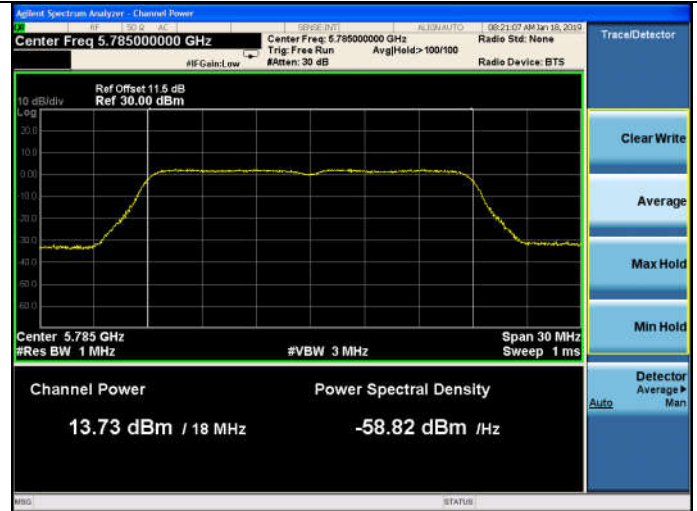 Agilent Spectrum Analyzer - Channel Power
RF 50 Ω AC SENSE:INT ALIGNAUTO 08:21:07 AM Jan 18, 2019
Center Freq 5.785000000 GHz
Center Freq: 5.785000000 GHz
Radio Std: None
Trig: Free Run Avg|Hold:> 100/100
#IFGain:Low
#Atten: 30 dB
Radio Device: BTS
Trace/Detector
Ref Offset 11.5 dB
10 dB/div Ref 30.00 dBm
Log
20.0
10.0
0.00
-10.0
-20.0
-30.0
-40.0
-50.0
-60.0
Clear Write
Average
Max Hold
Min Hold
Center 5.785 GHz
Span 30 MHz
#Res BW 1 MHz
#VBW 3 MHz
Sweep 1 ms
Detector
Average
Auto Man
Channel Power
Power Spectral Density
13.73 dBm / 18 MHz
-58.82 dBm /Hz
MSG
STATUS